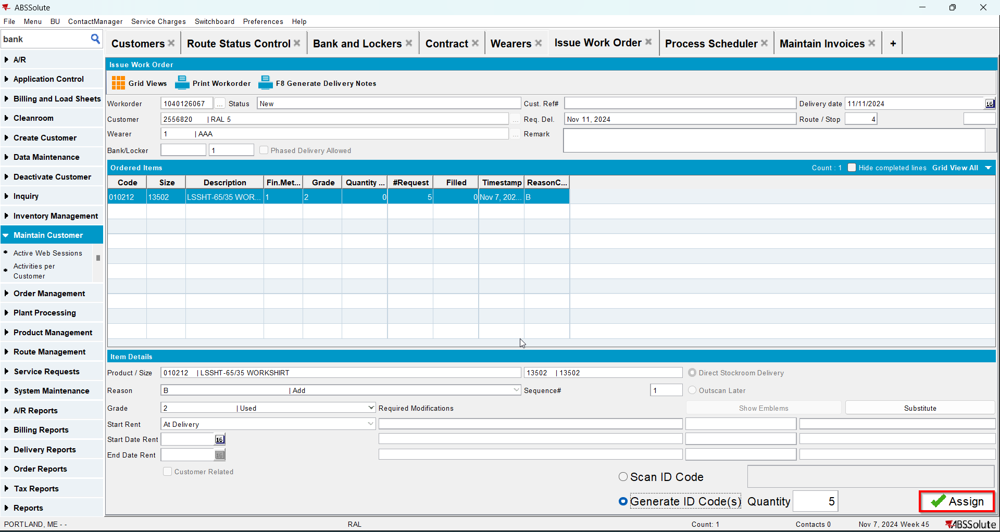 ABSSolute
File Menu BU ContactManager Service Charges Switchboard Preferences Help
bank
Customers Route Status Control Bank and Lockers Contract Wearers Issue Work Order Process Scheduler Maintain Invoices +
A/R
Application Control
Billing and Load Sheets
Cleanroom
Create Customer
Data Maintenance
Deactivate Customer
Inquiry
Inventory Management
Maintain Customer
Active Web Sessions
Activities per
Customer
Order Management
Plant Processing
Product Management
Route Management
Service Requests
System Maintenance
A/R Reports
Billing Reports
Delivery Reports
Order Reports
Tax Reports
Reports
Issue Work Order
Grid Views Print Workorder F8 Generate Delivery Notes
Workorder 1040126067 ... Status New Cust. Ref# Delivery date 11/11/2024 16
Customer 2556820 | RAL 5 ... Req. Del. Nov 11, 2024 Route / Stop 4
Wearer 1 | AAA ... Remark
Bank/Locker 1 Phased Delivery Allowed
Ordered Items Count : 1 Hide completed lines Grid View All
Code Size Description Fin.Met... Grade Quantity ... #Request Filled Timestamp ReasonC...
010212 13502 LSSHT-65/35 WOR... 1 2 0 5 0 Nov 7, 202... B
Item Details
Product / Size 010212 | LSSHT-65/35 WORKSHIRT 13502 | 13502 Direct Stockroom Delivery
Reason B | Add Sequence# 1 Outscan Later
Grade 2 | Used Required Modifications Show Emblems Substitute
Start Rent At Delivery
Start Date Rent 16
End Date Rent 16
Customer Related
Scan ID Code
Generate ID Code(s) Quantity 5 Assign
PORTLAND, ME - - RAL Count: 1 Contacts 0 Nov 7, 2024 Week 45 ABSSolute